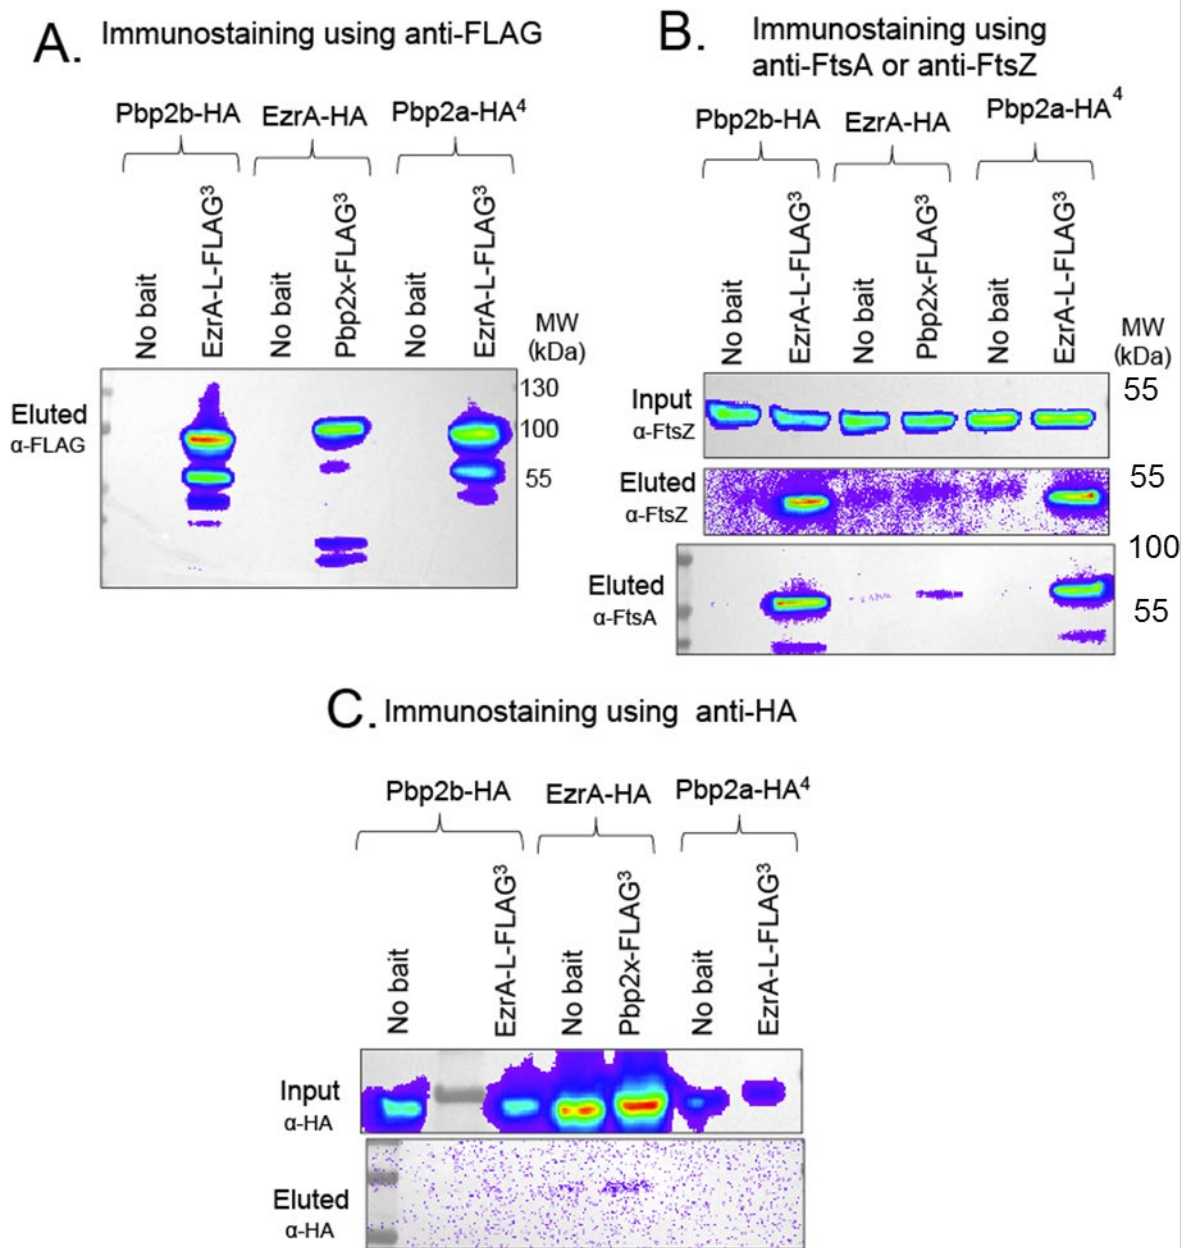 A. Immunostaining using anti-FLAG
Pbp2b-HA EzrA-HA Pbp2a-HA⁴
No bait
EzrA-L-FLAG³
No bait
Pbp2x-FLAG³
No bait
EzrA-L-FLAG³
MW
(kDa)
Eluted
α-FLAG
130
100
55
B. Immunostaining using
anti-FtsA or anti-FtsZ
Pbp2b-HA EzrA-HA Pbp2a-HA⁴
No bait
EzrA-L-FLAG³
No bait
Pbp2x-FLAG³
No bait
EzrA-L-FLAG³
MW
(kDa)
Input
α-FtsZ
55
Eluted
α-FtsZ
55
Eluted
α-FtsA
100
55
C. Immunostaining using anti-HA
Pbp2b-HA EzrA-HA Pbp2a-HA⁴
No bait
EzrA-L-FLAG³
No bait
Pbp2x-FLAG³
No bait
EzrA-L-FLAG³
Input
α-HA
Eluted
α-HA